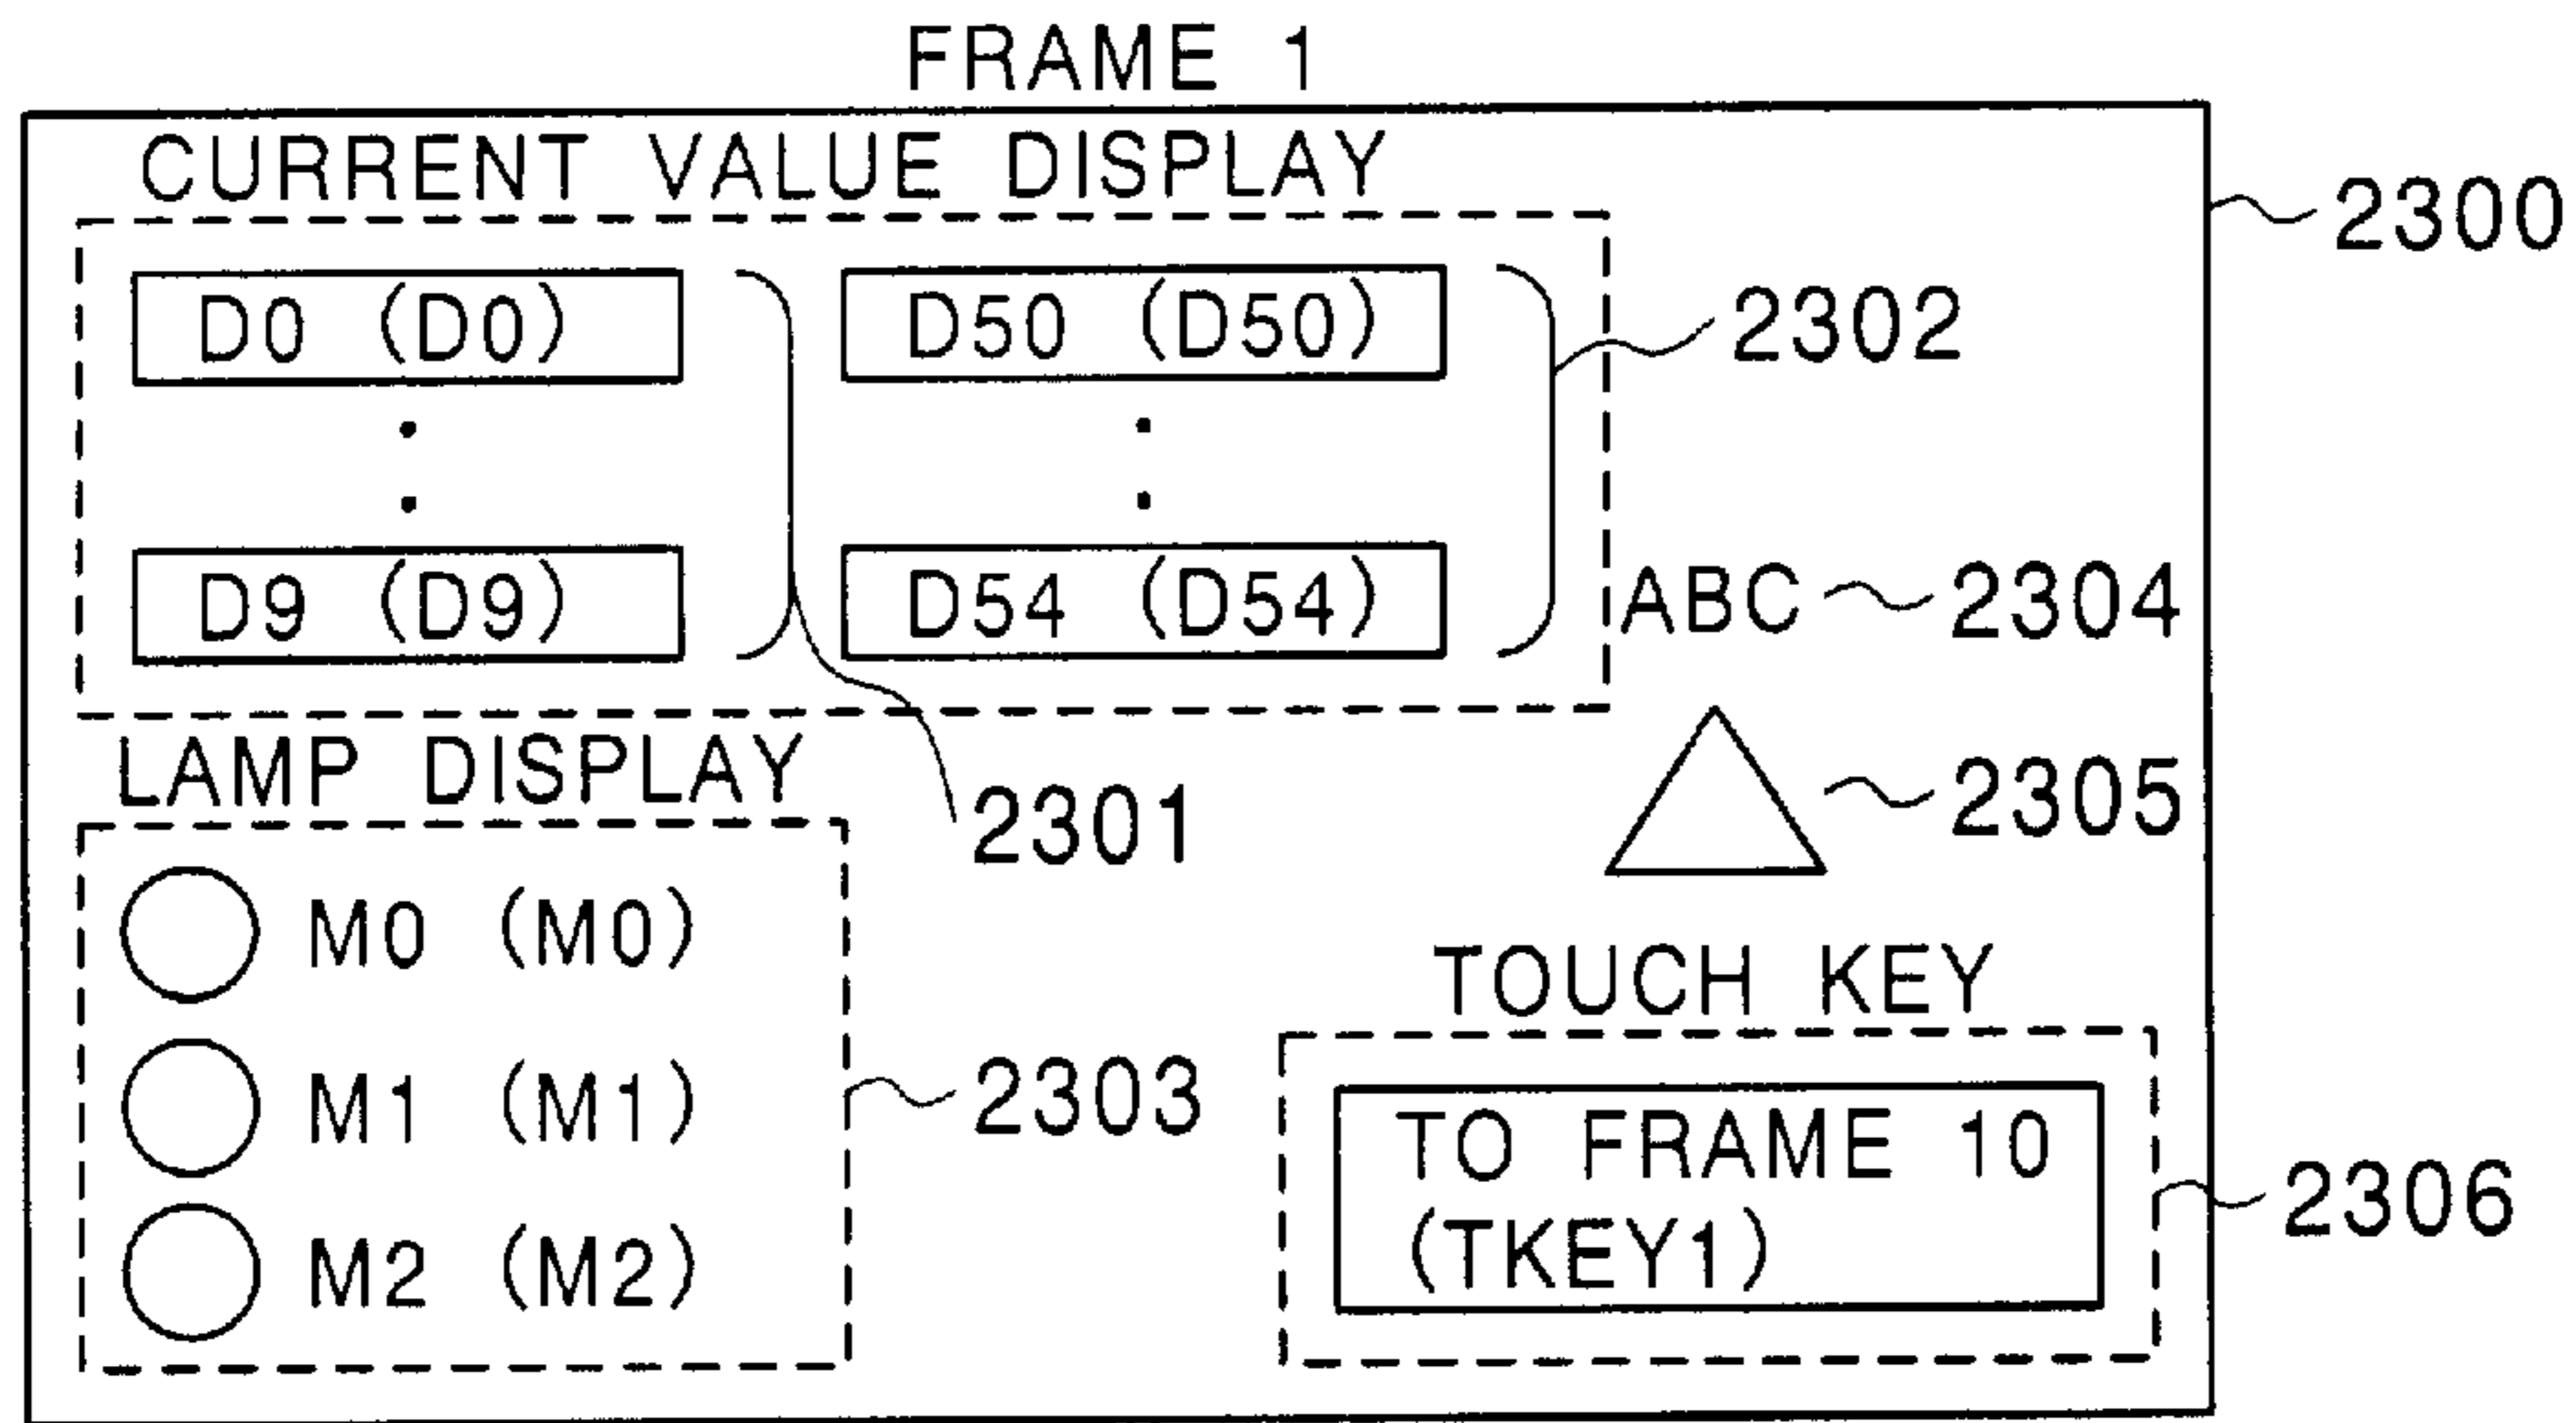 FRAME 1
CURRENT VALUE DISPLAY
2300
D0 (D0)
D50 (D50)
2302
D9 (D9)
D54 (D54)
ABC
2304
LAMP DISPLAY
2301
2305
M0 (M0)
TOUCH KEY
M1 (M1)
2303
TO FRAME 10
(TKEY1)
2306
M2 (M2)